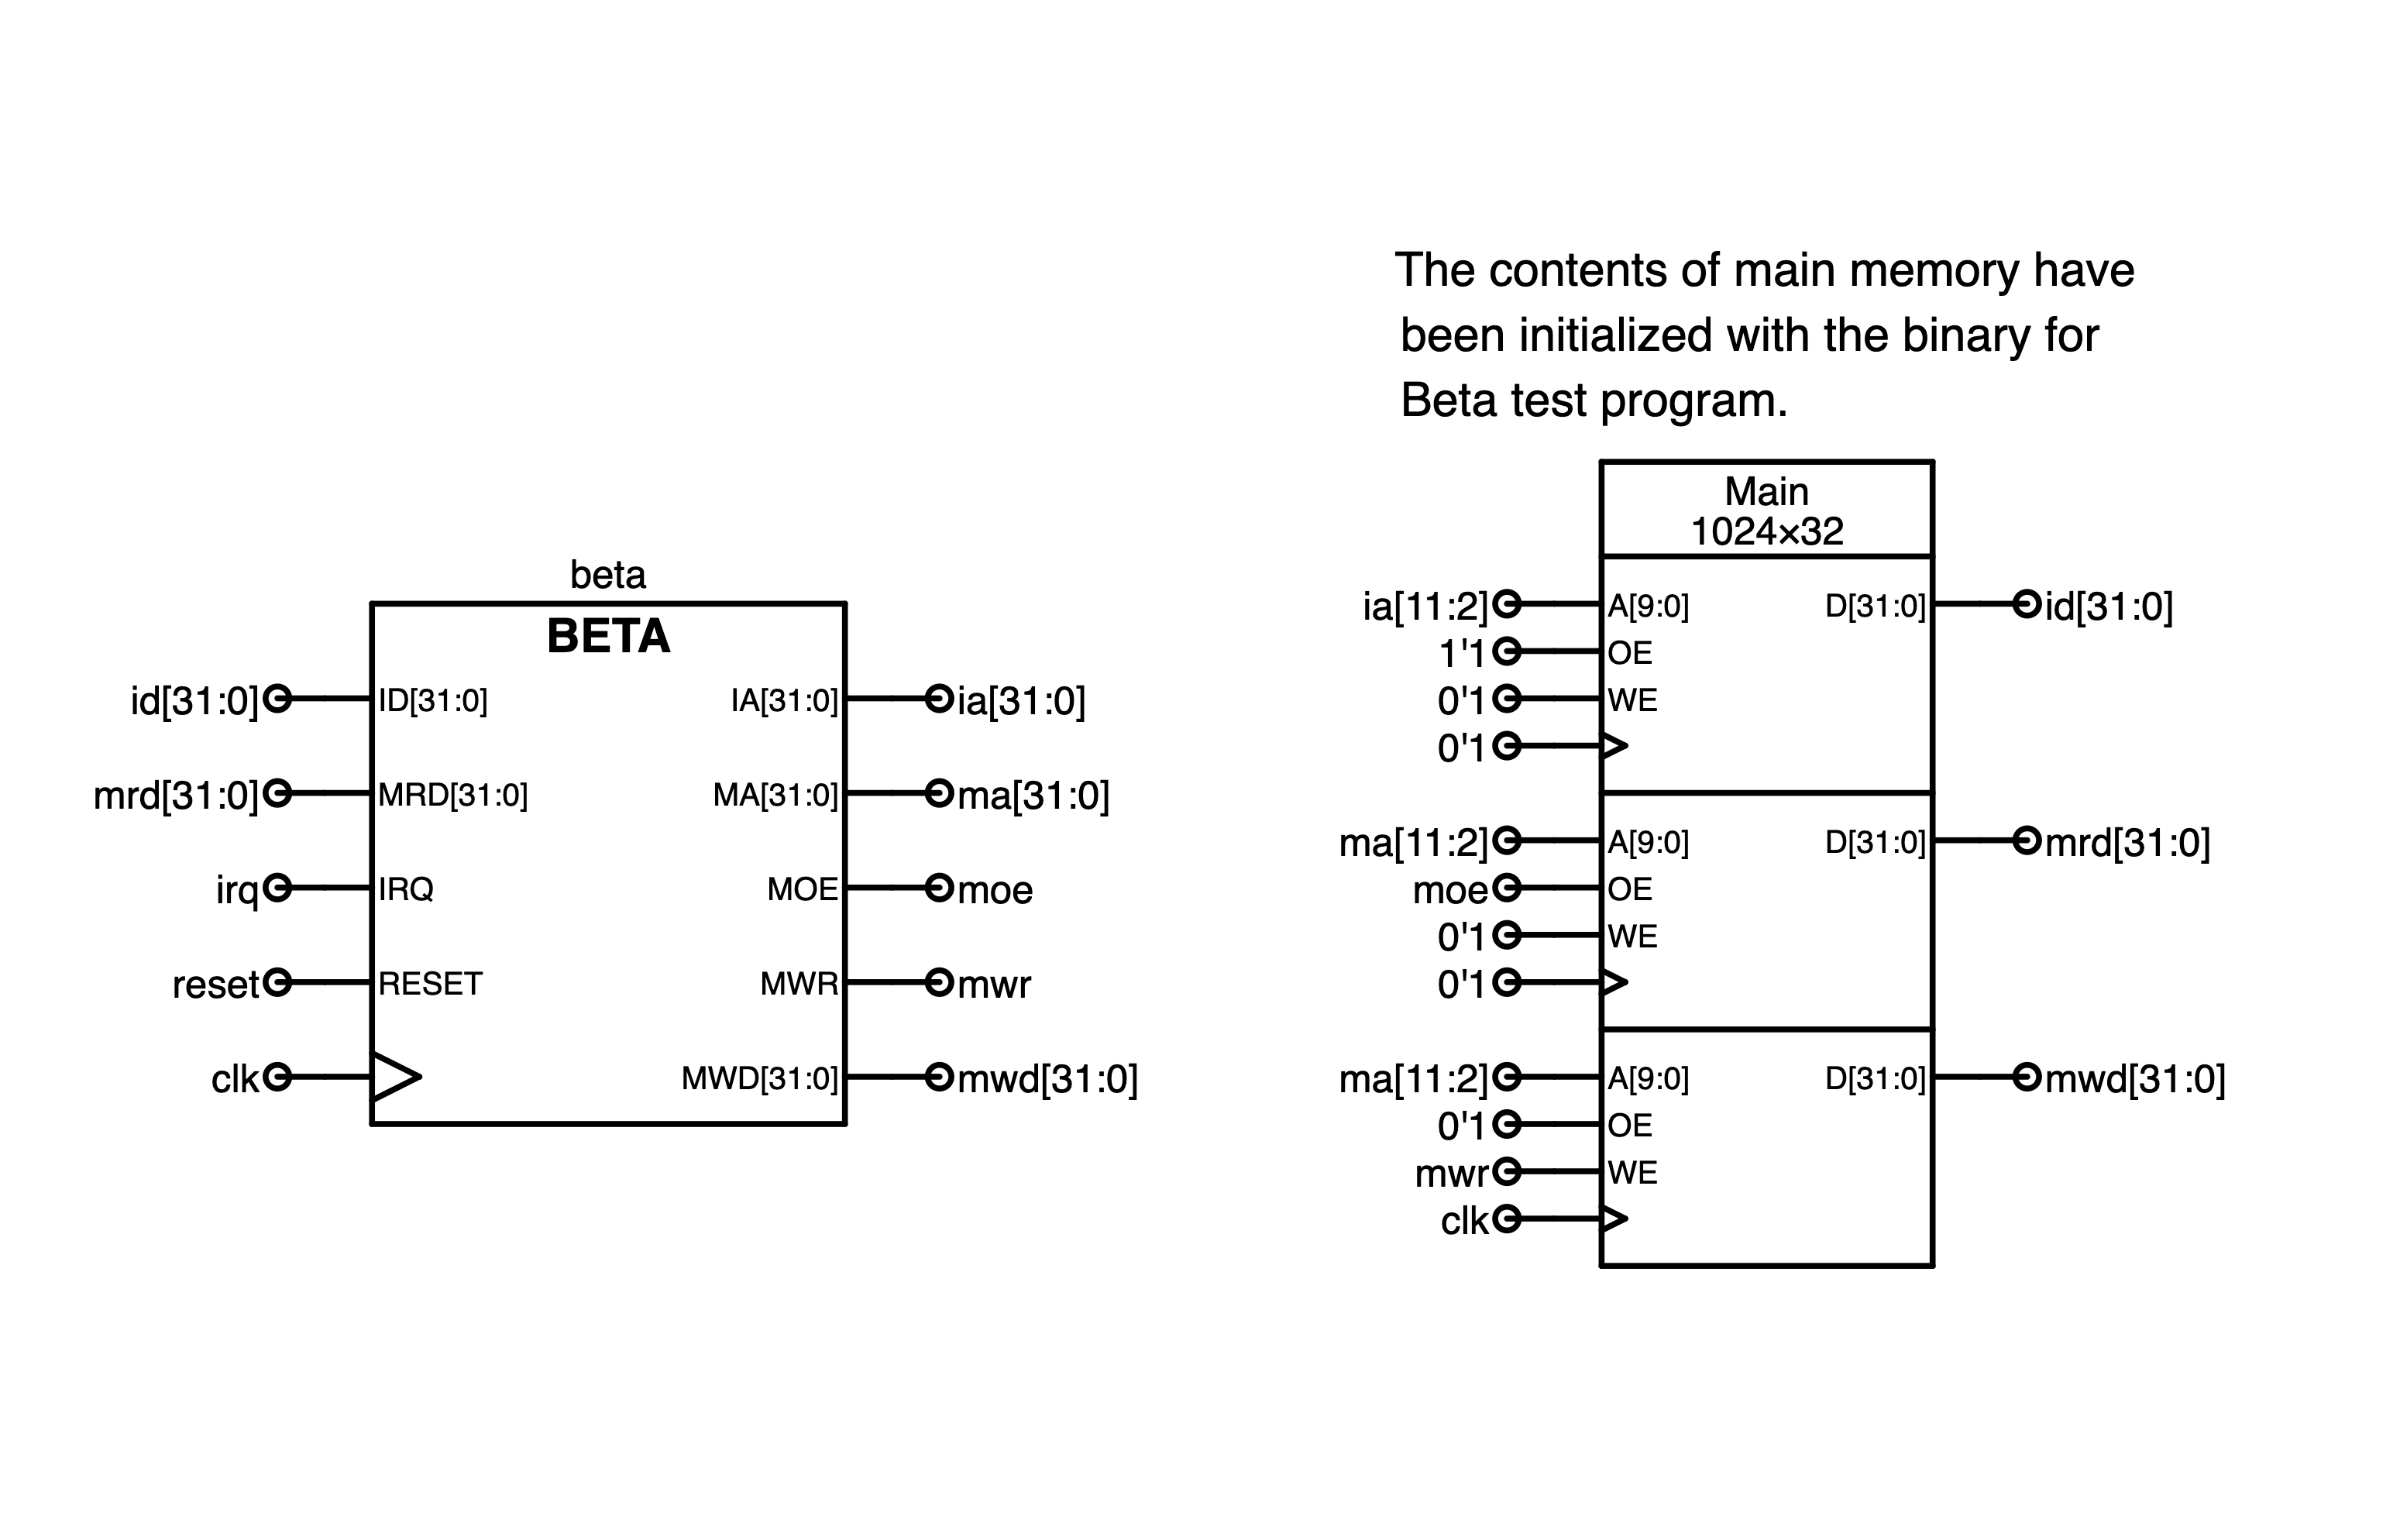 The contents of main memory have
been initialized with the binary for
Beta test program.
beta
BETA
id[31:0]
ID[31:0]
IA[31:0]
ia[31:0]
mrd[31:0]
MRD[31:0]
MA[31:0]
ma[31:0]
irq
IRQ
MOE
moe
reset
RESET
MWR
mwr
clk
MWD[31:0]
mwd[31:0]
Main
1024×32
ia[11:2]
A[9:0]
D[31:0]
id[31:0]
1'1
OE
0'1
WE
0'1
ma[11:2]
A[9:0]
D[31:0]
mrd[31:0]
moe
OE
0'1
WE
0'1
ma[11:2]
A[9:0]
D[31:0]
mwd[31:0]
0'1
OE
mwr
WE
clk